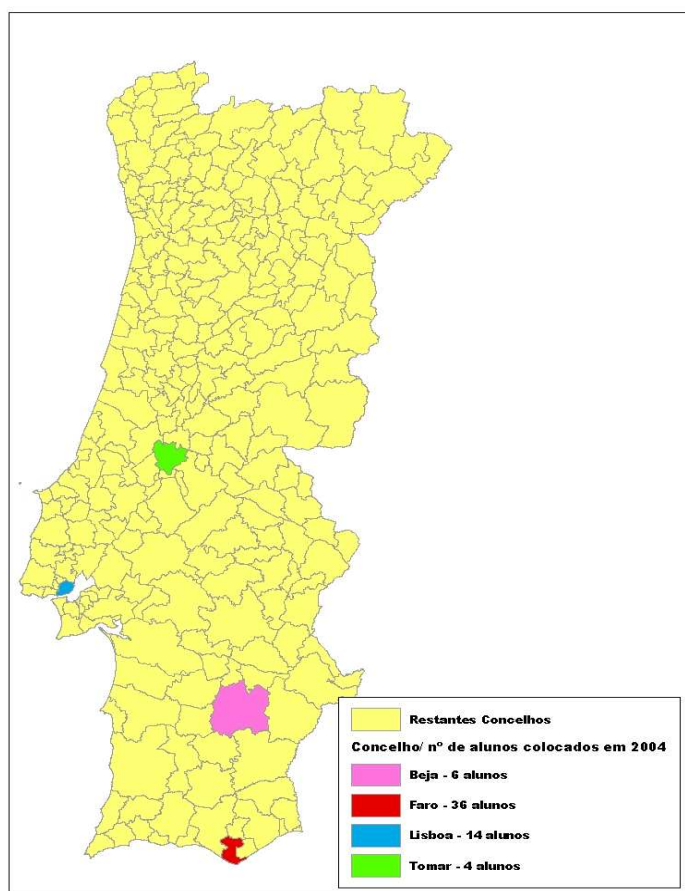 Restantes Concelhos
Concelho/ nº de alunos colocados em 2004
Beja - 6 alunos
Faro - 36 alunos
Lisboa - 14 alunos
Tomar - 4 alunos